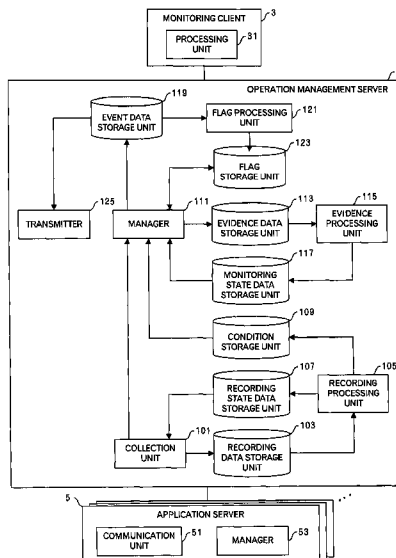 MONITORING CLIENT
3
PROCESSING
UNIT
31
OPERATION MANAGEMENT SERVER
119
EVENT DATA
STORAGE UNIT
FLAG PROCESSING
UNIT
121
123
FLAG
STORAGE UNIT
125
TRANSMITTER
111
MANAGER
113
EVIDENCE DATA
STORAGE UNIT
115
EVIDENCE
PROCESSING
UNIT
117
MONITORING
STATE DATA
STORAGE UNIT
109
CONDITION
STORAGE UNIT
107
RECORDING
STATE DATA
STORAGE UNIT
105
RECORDING
PROCESSING
UNIT
101
COLLECTION
UNIT
103
RECORDING
DATA STORAGE
UNIT
5
APPLICATION SERVER
COMMUNICATION
UNIT
51
MANAGER
53